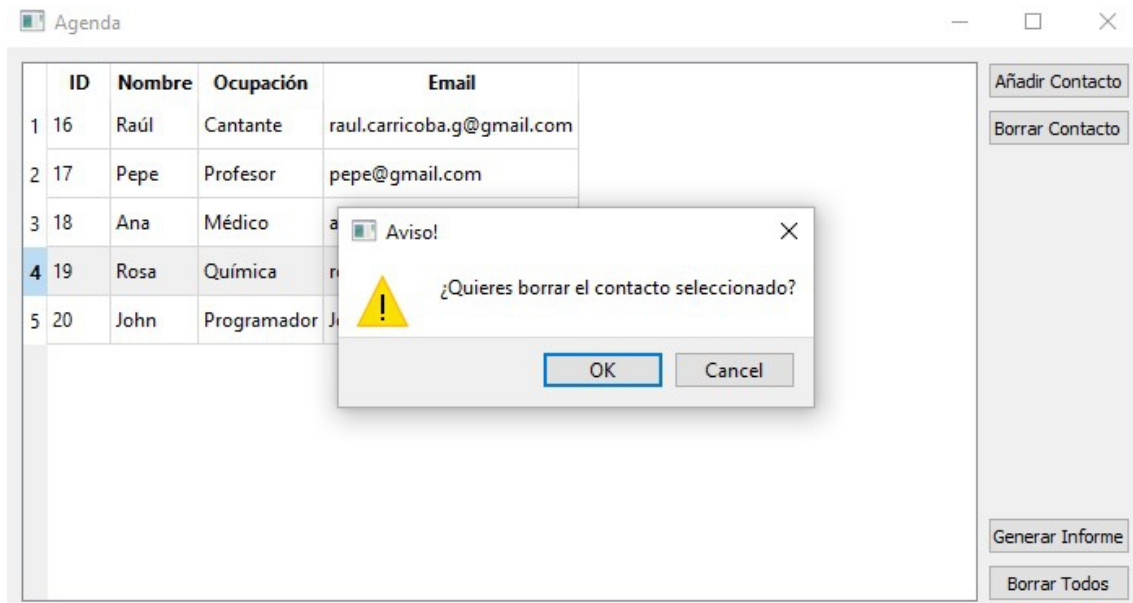 Agenda
ID Nombre Ocupación Email
1 16 Raúl Cantante raul.carricoba.g@gmail.com
2 17 Pepe Profesor pepe@gmail.com
3 18 Ana Médico a
4 19 Rosa Química
5 20 John Programador
Aviso!
¿Quieres borrar el contacto seleccionado?
OK Cancel
Añadir Contacto
Borrar Contacto
Generar Informe
Borrar Todos